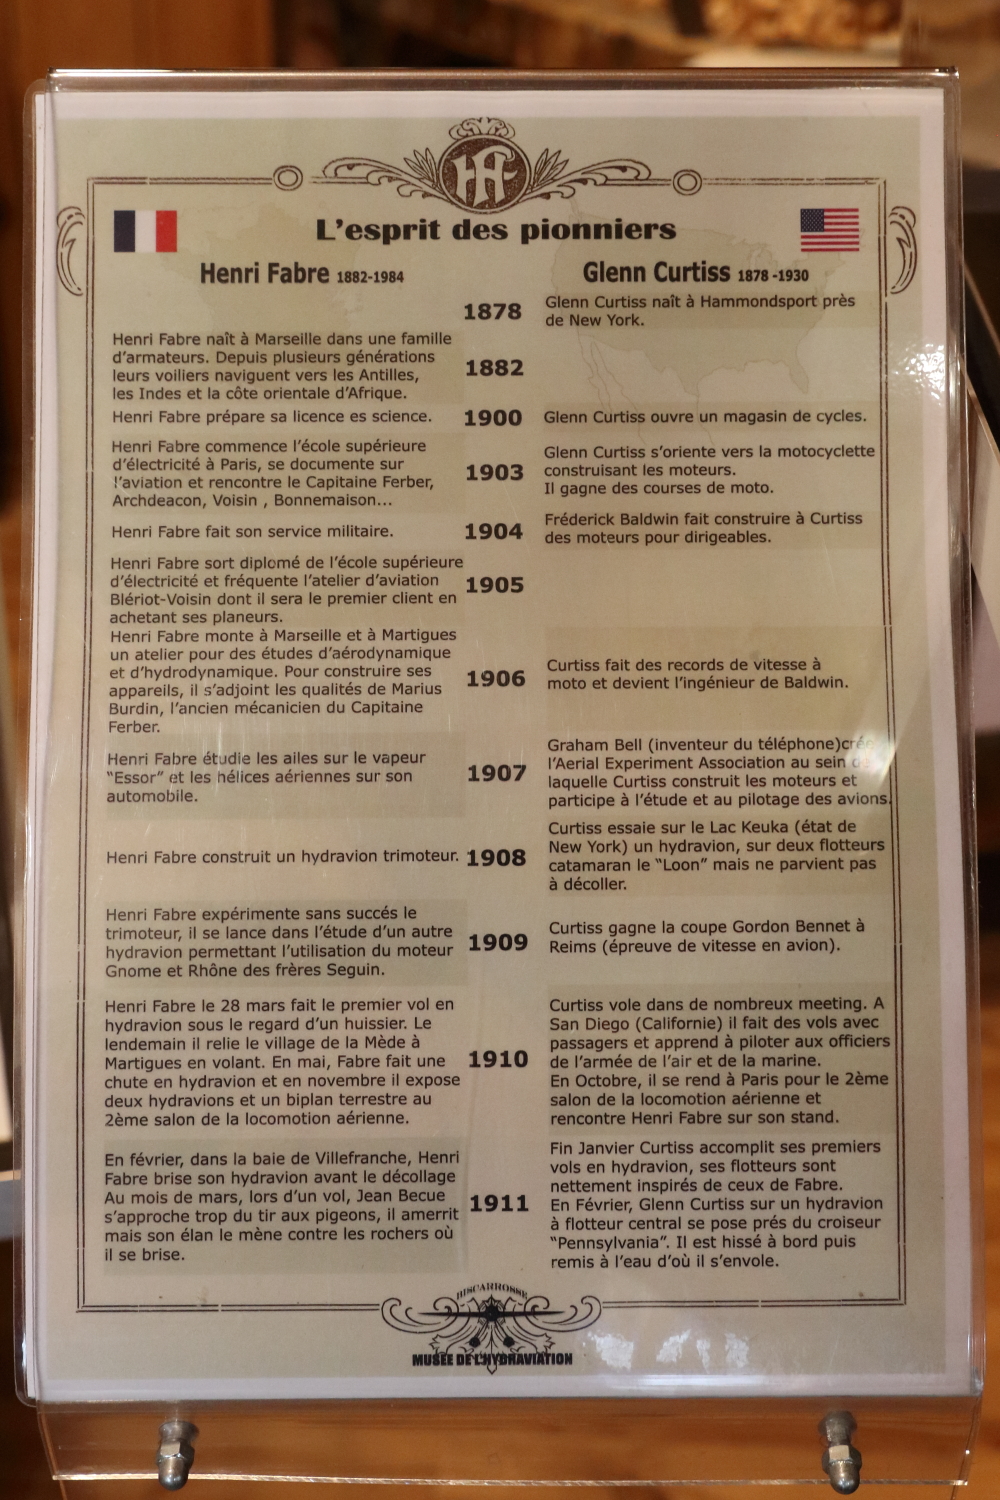 HF
L'esprit des pionniers
Henri Fabre 1882-1984
Glenn Curtiss 1878 -1930
1878
Glenn Curtiss naît à Hammondsport près
de New York.
Henri Fabre naît à Marseille dans une famille
d'armateurs. Depuis plusieurs générations
leurs voiliers naviguent vers les Antilles,
les Indes et la côte orientale d'Afrique.
1882
Henri Fabre prépare sa licence es science.
1900
Glenn Curtiss ouvre un magasin de cycles.
Henri Fabre commence l'école supérieure
d'électricité à Paris, se documente sur
l'aviation et rencontre le Capitaine Ferber,
Archdeacon, Voisin , Bonnemaison...
1903
Glenn Curtiss s'oriente vers la motocyclette
construisant les moteurs.
Il gagne des courses de moto.
Henri Fabre fait son service militaire.
1904
Fréderick Baldwin fait construire à Curtiss
des moteurs pour dirigeables.
Henri Fabre sort diplomé de l'école supérieure
d'électricité et fréquente l'atelier d'aviation
Blériot-Voisin dont il sera le premier client en
achetant ses planeurs.
1905
Henri Fabre monte à Marseille et à Martigues
un atelier pour des études d'aérodynamique
et d'hydrodynamique. Pour construire ses
appareils, il s'adjoint les qualités de Marius
Burdin, l'ancien mécanicien du Capitaine
Ferber.
1906
Curtiss fait des records de vitesse à
moto et devient l'ingénieur de Baldwin.
Henri Fabre étudie les ailes sur le vapeur
"Essor" et les hélices aériennes sur son
automobile.
1907
Graham Bell (inventeur du téléphone)crée
l'Aerial Experiment Association au sein de
laquelle Curtiss construit les moteurs et
participe à l'étude et au pilotage des avions.
Henri Fabre construit un hydravion trimoteur.
1908
Curtiss essaie sur le Lac Keuka (état de
New York) un hydravion, sur deux flotteurs
catamaran le "Loon" mais ne parvient pas
à décoller.
Henri Fabre expérimente sans succés le
trimoteur, il se lance dans l'étude d'un autre
hydravion permettant l'utilisation du moteur
Gnome et Rhône des frères Seguin.
1909
Curtiss gagne la coupe Gordon Bennet à
Reims (épreuve de vitesse en avion).
Henri Fabre le 28 mars fait le premier vol en
hydravion sous le regard d'un huissier. Le
lendemain il relie le village de la Mède à
Martigues en volant. En mai, Fabre fait une
chute en hydravion et en novembre il expose
deux hydravions et un biplan terrestre au
2ème salon de la locomotion aérienne.
1910
Curtiss vole dans de nombreux meeting. A
San Diego (Californie) il fait des vols avec
passagers et apprend à piloter aux officiers
de l'armée de l'air et de la marine.
En Octobre, il se rend à Paris pour le 2ème
salon de la locomotion aérienne et
rencontre Henri Fabre sur son stand.
En février, dans la baie de Villefranche, Henri
Fabre brise son hydravion avant le décollage
Au mois de mars, lors d'un vol, Jean Becue
s'approche trop du tir aux pigeons, il amerrit
mais son élan le mène contre les rochers où
il se brise.
1911
Fin Janvier Curtiss accomplit ses premiers
vols en hydravion, ses flotteurs sont
nettement inspirés de ceux de Fabre.
En Février, Glenn Curtiss sur un hydravion
à flotteur central se pose prés du croiseur
"Pennsylvania". Il est hissé à bord puis
remis à l'eau d'où il s'envole.
BISCARROSSE
MUSÉE DE L'HYDRAVIATION